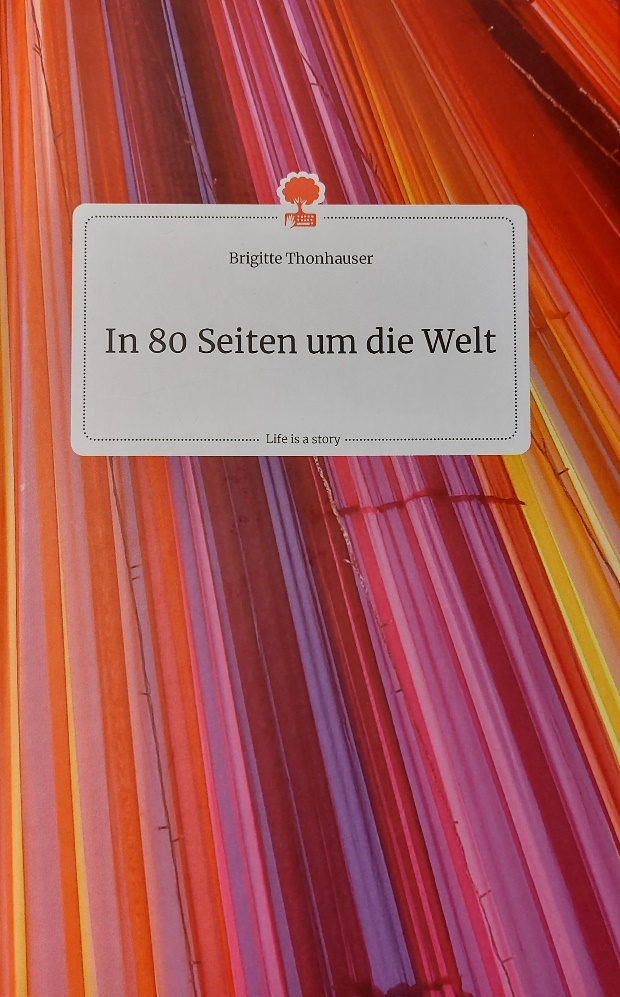 Brigitte Thonhauser
In 80 Seiten um die Welt
Life is a story